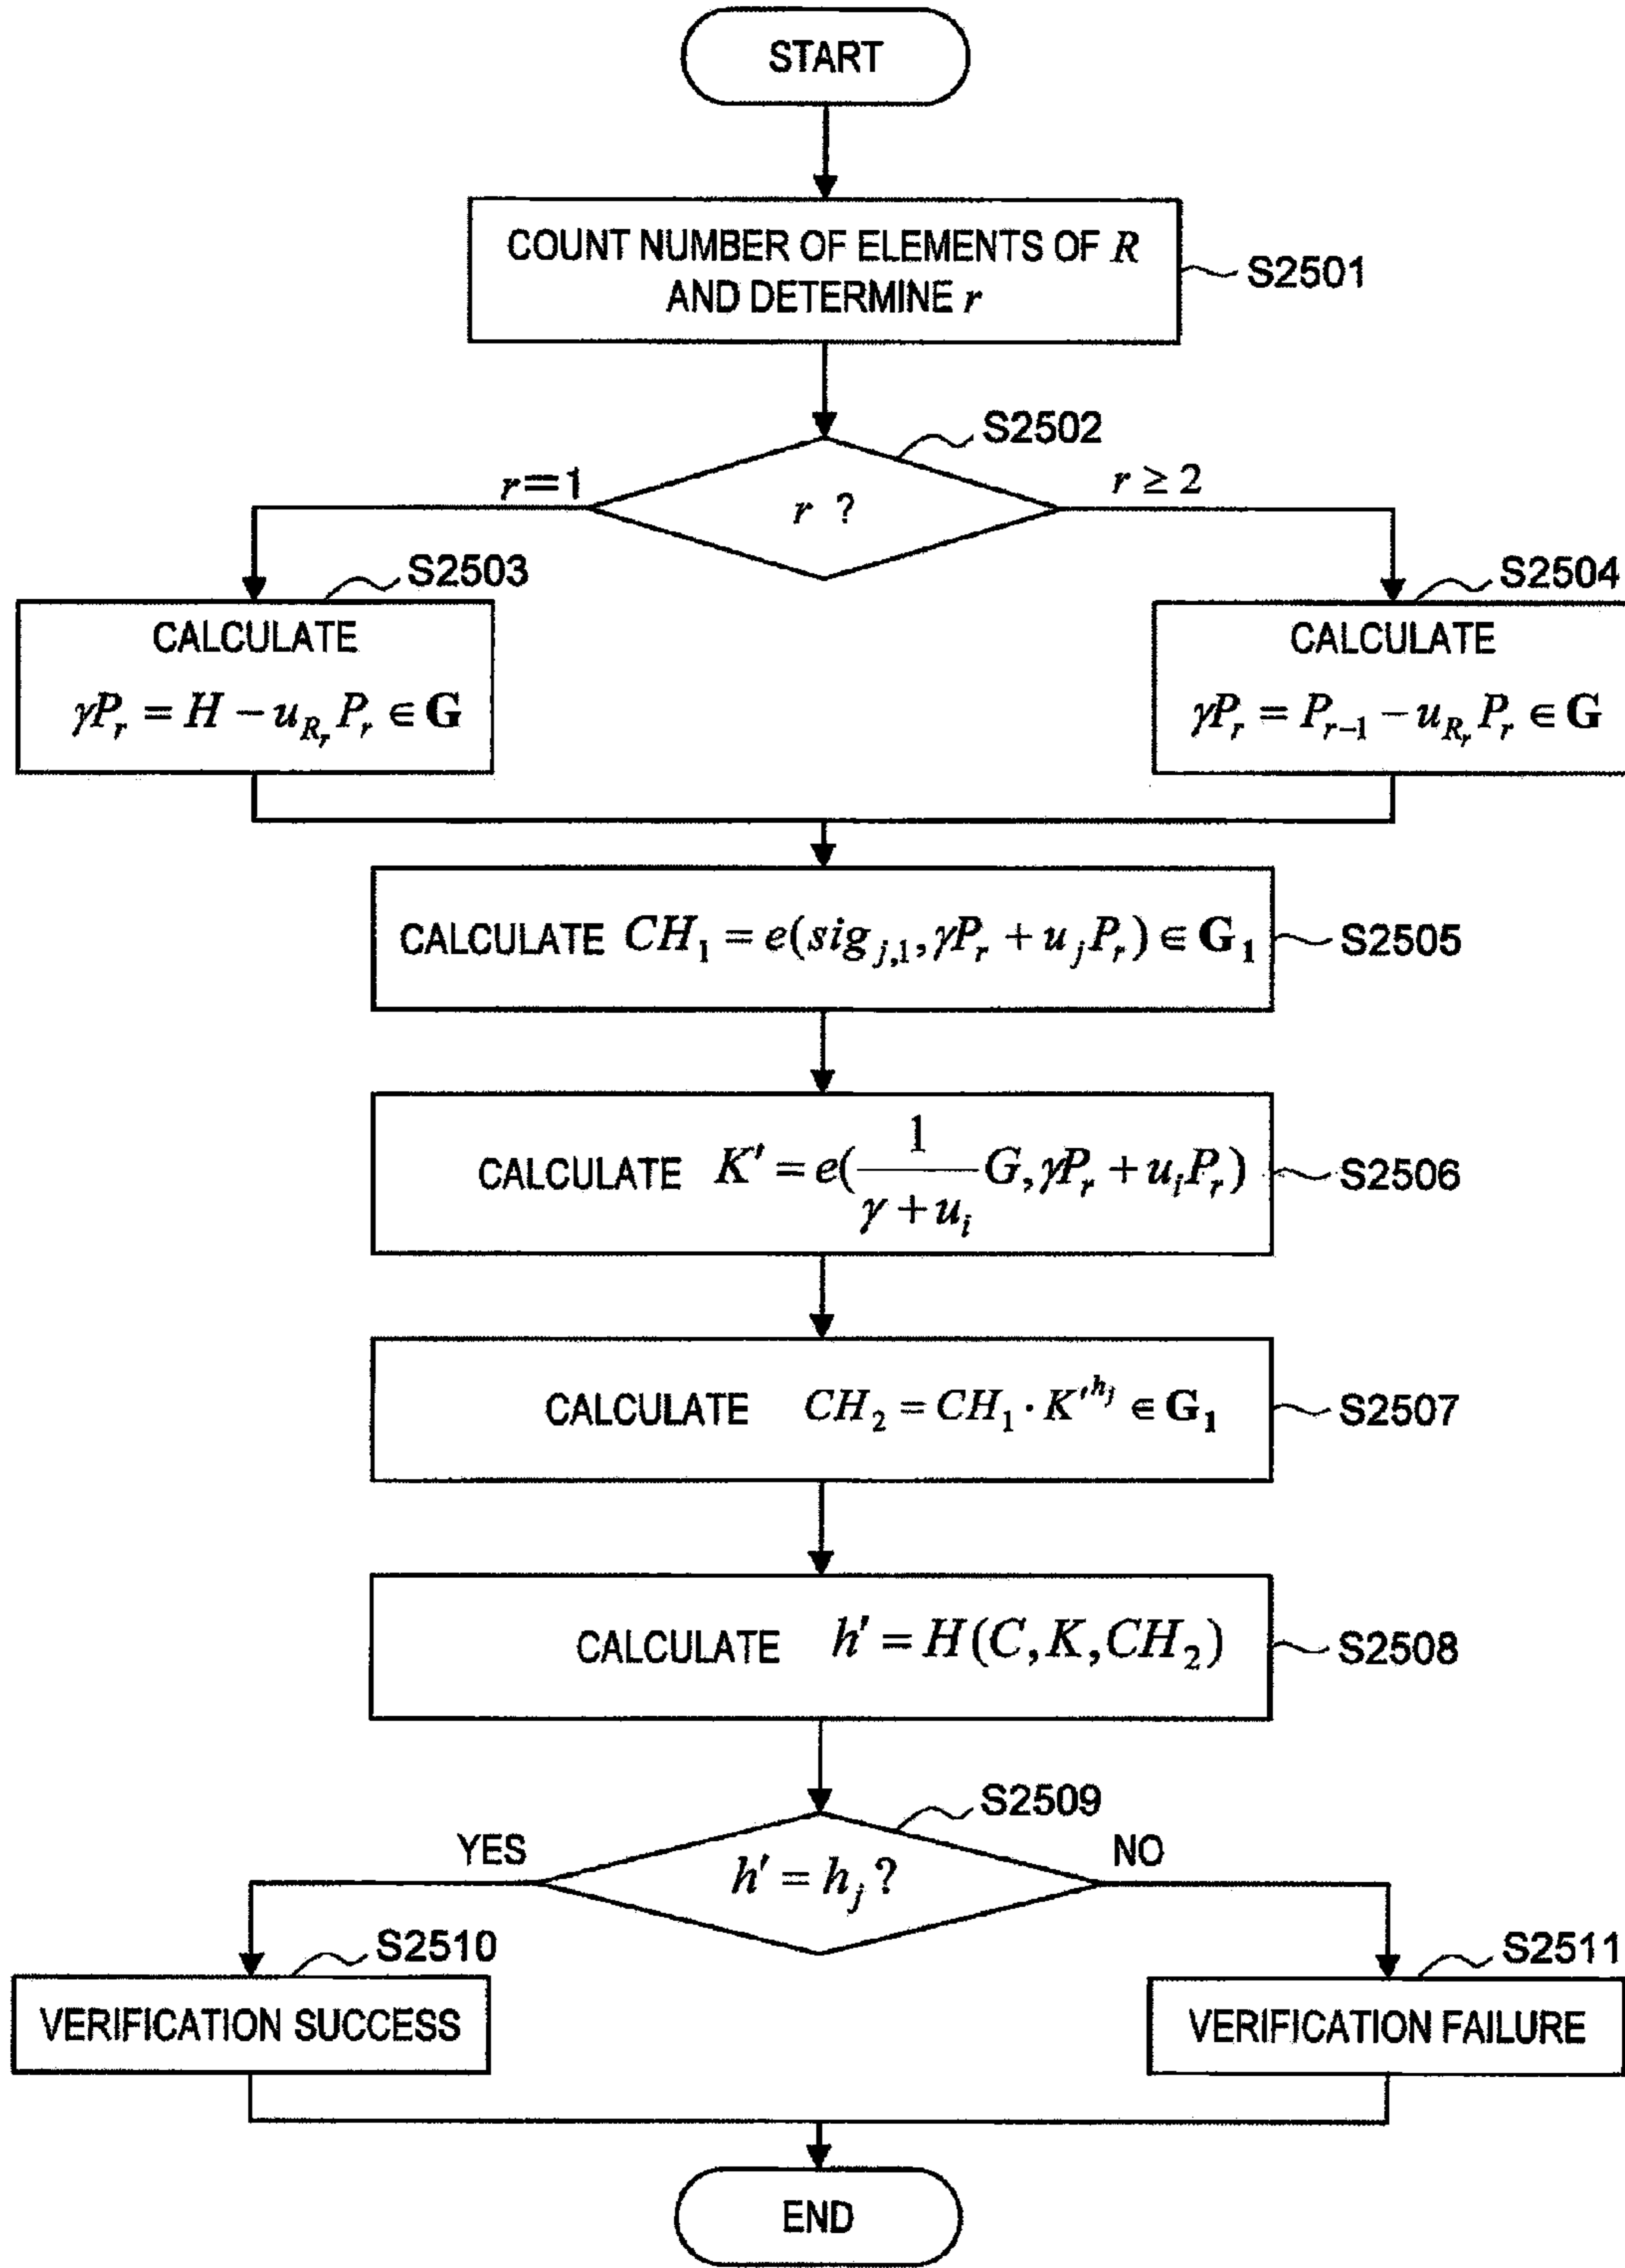 START
COUNT NUMBER OF ELEMENTS OF R
AND DETERMINE r
S2501
S2502
r=1
r ?
r ≥ 2
S2503
CALCULATE
γP_r = H − u_{R_r} P_r ∈ G
S2504
CALCULATE
γP_r = P_{r−1} − u_{R_r} P_r ∈ G
CALCULATE CH_1 = e(sig_{j,1}, γP_r + u_j P_r) ∈ G_1
S2505
CALCULATE K' = e(\frac{1}{γ + u_i} G, γP_r + u_i P_r)
S2506
CALCULATE CH_2 = CH_1 · K'^{h_j} ∈ G_1
S2507
CALCULATE h' = H(C, K, CH_2)
S2508
S2509
YES
h' = h_j ?
NO
S2510
VERIFICATION SUCCESS
S2511
VERIFICATION FAILURE
END